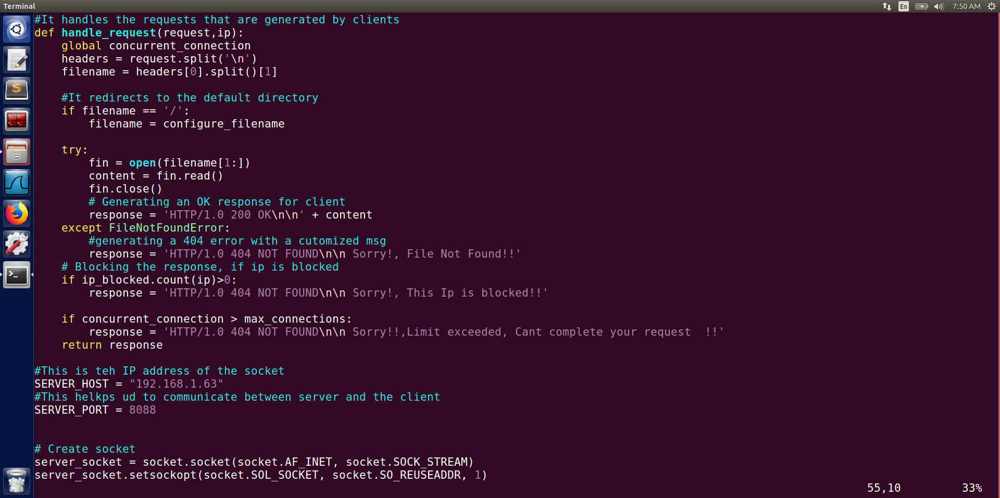 Terminal
En
7:50 AM
#It handles the requests that are generated by clients
def handle_request(request,ip):
    global concurrent_connection
    headers = request.split('\n')
    filename = headers[0].split()[1]
    #It redirects to the default directory
    if filename == '/':
        filename = configure_filename
    try:
        fin = open(filename[1:])
        content = fin.read()
        fin.close()
        # Generating an OK response for client
        response = 'HTTP/1.0 200 OK\n\n' + content
    except FileNotFoundError:
        #generating a 404 error with a cutomized msg
        response = 'HTTP/1.0 404 NOT FOUND\n\n Sorry!, File Not Found!!'
    # Blocking the response, if ip is blocked
    if ip_blocked.count(ip)>0:
        response = 'HTTP/1.0 404 NOT FOUND\n\n Sorry!, This Ip is blocked!!'
    if concurrent_connection > max_connections:
        response = 'HTTP/1.0 404 NOT FOUND\n\n Sorry!!,Limit exceeded, Cant complete your request  !!'
    return response
#This is teh IP address of the socket
SERVER_HOST = "192.168.1.63"
#This helkps ud to communicate between server and the client
SERVER_PORT = 8088
# Create socket
server_socket = socket.socket(socket.AF_INET, socket.SOCK_STREAM)
server_socket.setsockopt(socket.SOL_SOCKET, socket.SO_REUSEADDR, 1)
55,10 33%